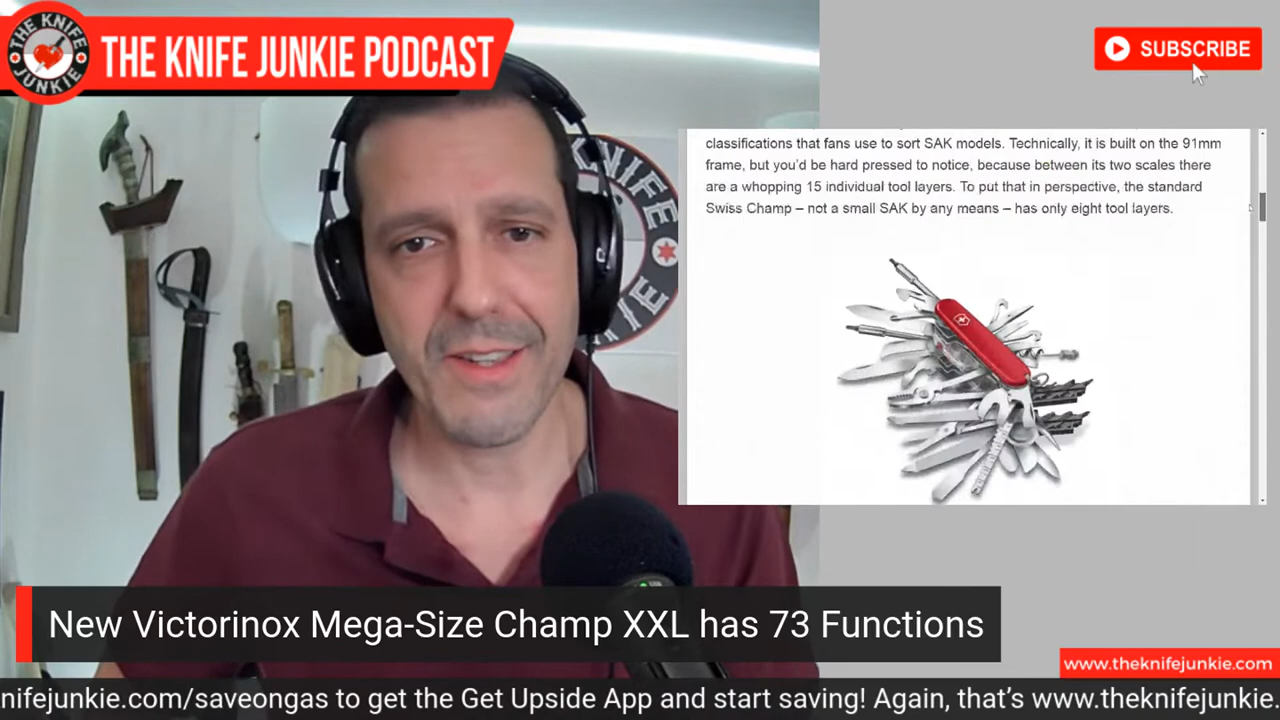 THE KNIFE
JUNKIE
THE KNIFE JUNKIE PODCAST
SUBSCRIBE
KNIFE
classifications that fans use to sort SAK models. Technically, it is built on the 91mm
frame, but you'd be hard pressed to notice, because between its two scales there
are a whopping 15 individual tool layers. To put that in perspective, the standard
Swiss Champ – not a small SAK by any means – has only eight tool layers.
New Victorinox Mega-Size Champ XXL has 73 Functions
www.theknifejunkie.com
nifejunkie.com/saveongas to get the Get Upside App and start saving! Again, that's www.theknifejunkie.